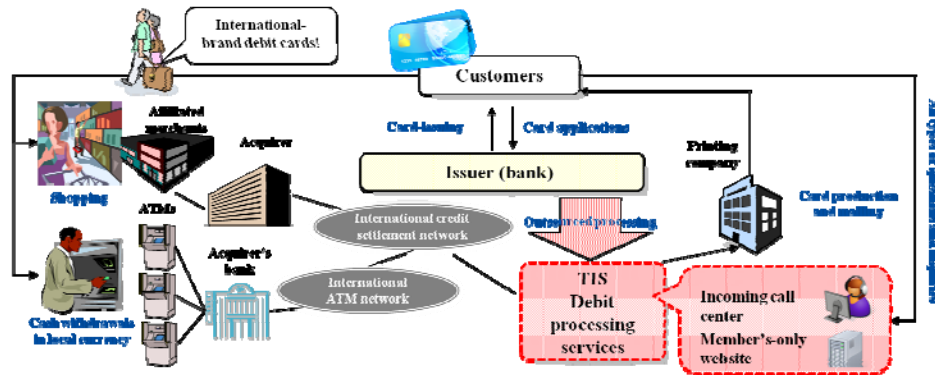 International-
brand debit cards!
Customers
Affiliated
merchants
Acquirer
Card-issuing
Card applications
Printing
company
Issuer (bank)
Shopping
ATMs
International credit
settlement network
Outsourced processing
Card production
and mailing
Acquirer's
bank
International
ATM network
TIS
Debit
processing
services
Incoming call
center
Member's-only
website
Cash withdrawals
in local currency